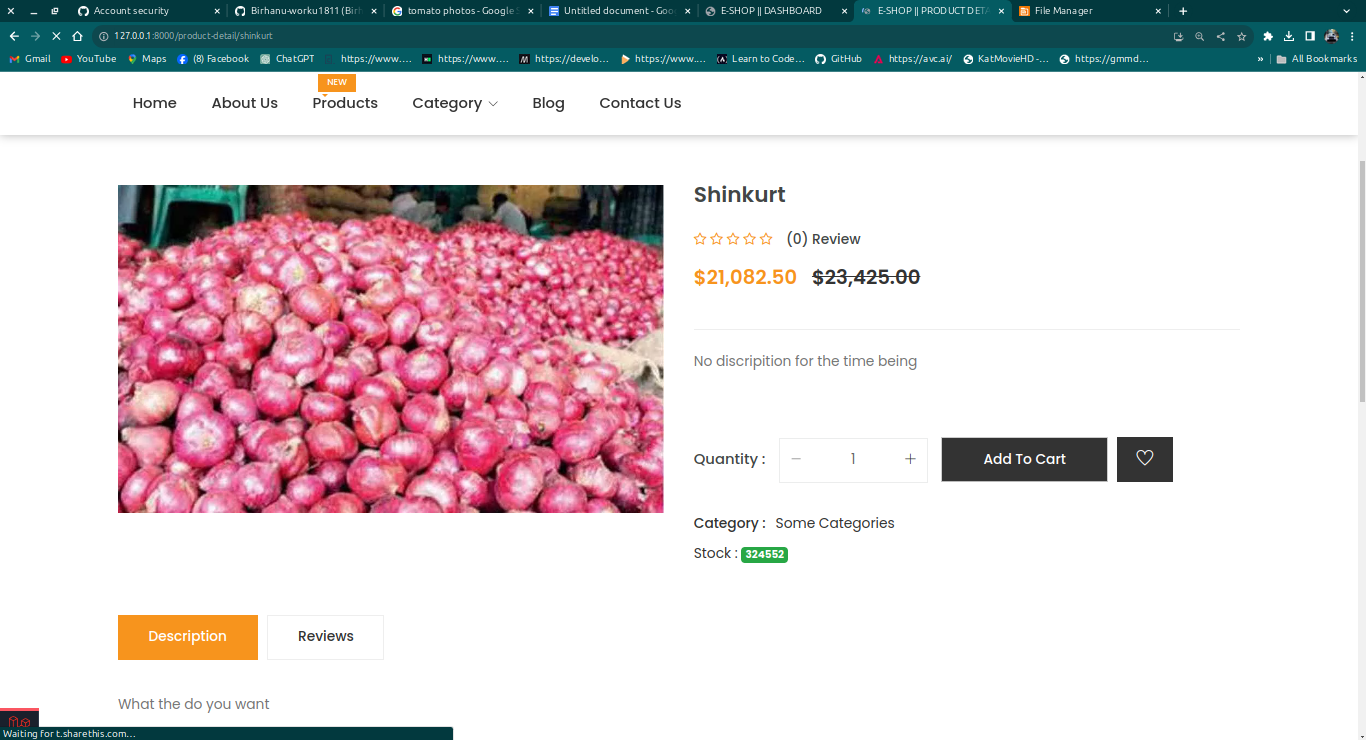 Account security
Birhanu-worku1811 (Birh
tomato photos - Google S
Untitled document - Goo
E-SHOP || DASHBOARD
E-SHOP || PRODUCT DETA
File Manager
127.0.0.1:8000/product-detail/shinkurt
Gmail
YouTube
Maps
(8) Facebook
ChatGPT
https://www....
https://www....
https://develo...
https://www....
Learn to Code...
GitHub
https://avc.ai/
KatMovieHD -...
https://gmmd...
»
All Bookmarks
NEW
Home
About Us
Products
Category
Blog
Contact Us
Shinkurt
(0) Review
$21,082.50 $23,425.00
No discripition for the time being
Quantity : 1
Add To Cart
Category : Some Categories
Stock : 324552
Description
Reviews
What the do you want
Waiting for t.sharethis.com...